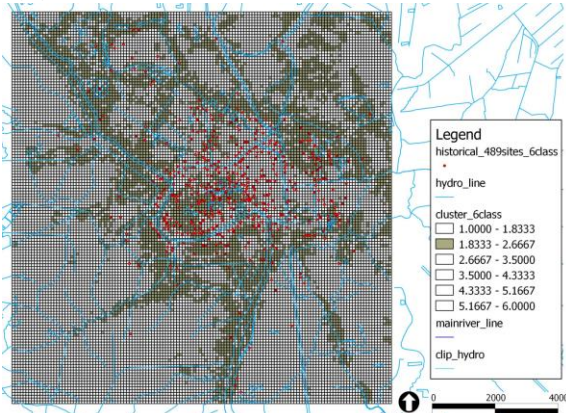 Legend
historical_489sites_6class
hydro_line
cluster_6class
1.0000 - 1.8333
1.8333 - 2.6667
2.6667 - 3.5000
3.5000 - 4.3333
4.3333 - 5.1667
5.1667 - 6.0000
mainriver_line
clip_hydro
0 2000 4000